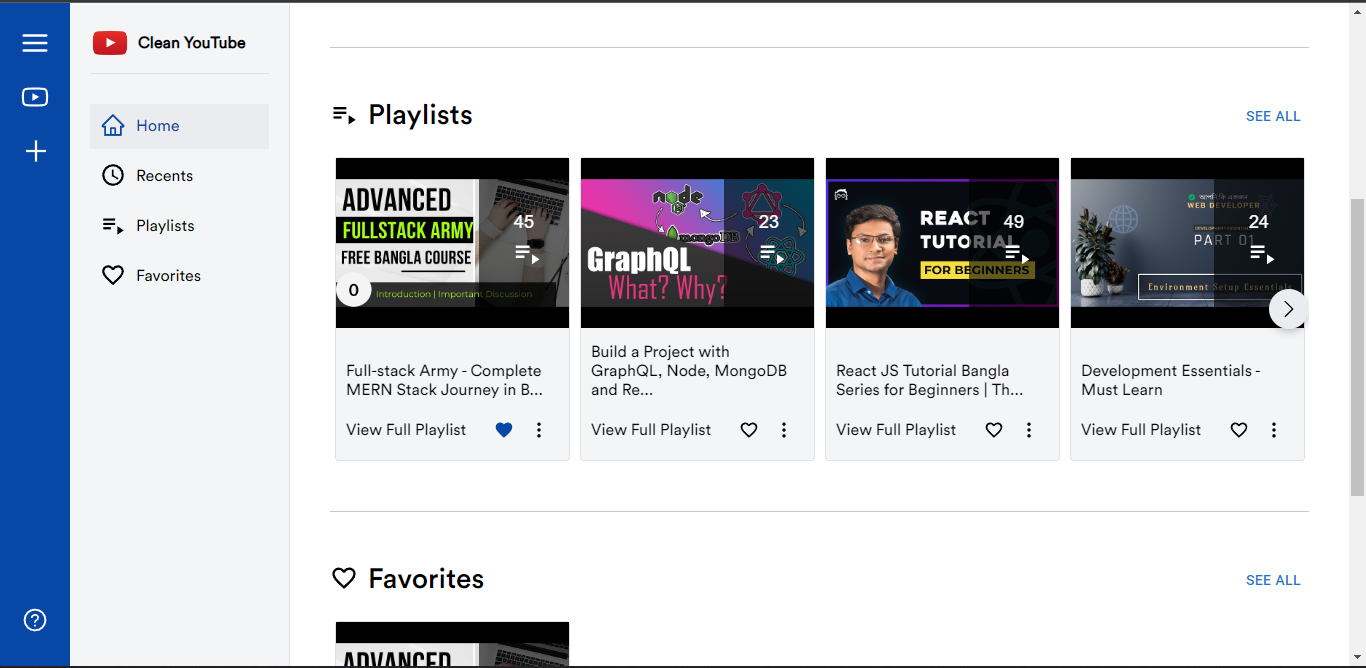 Clean YouTube
Home
Recents
Playlists
Favorites
Playlists
SEE ALL
ADVANCED
FULLSTACK ARMY
FREE BANGLA COURSE
Introduction | Important Discussion
45
0
Full-stack Army - Complete
MERN Stack Journey in B...
View Full Playlist
node
mongoDB
GraphQL
What? Why?
23
Build a Project with
GraphQL, Node, MongoDB
and Re...
View Full Playlist
REACT
TUTORIAL
FOR BEGINNERS
49
React JS Tutorial Bangla
Series for Beginners | Th...
View Full Playlist
আপনি কি একজন
WEB DEVELOPER
PART 01
Environment Setup Essentials
24
Development Essentials -
Must Learn
View Full Playlist
Favorites
SEE ALL
ADVANCED